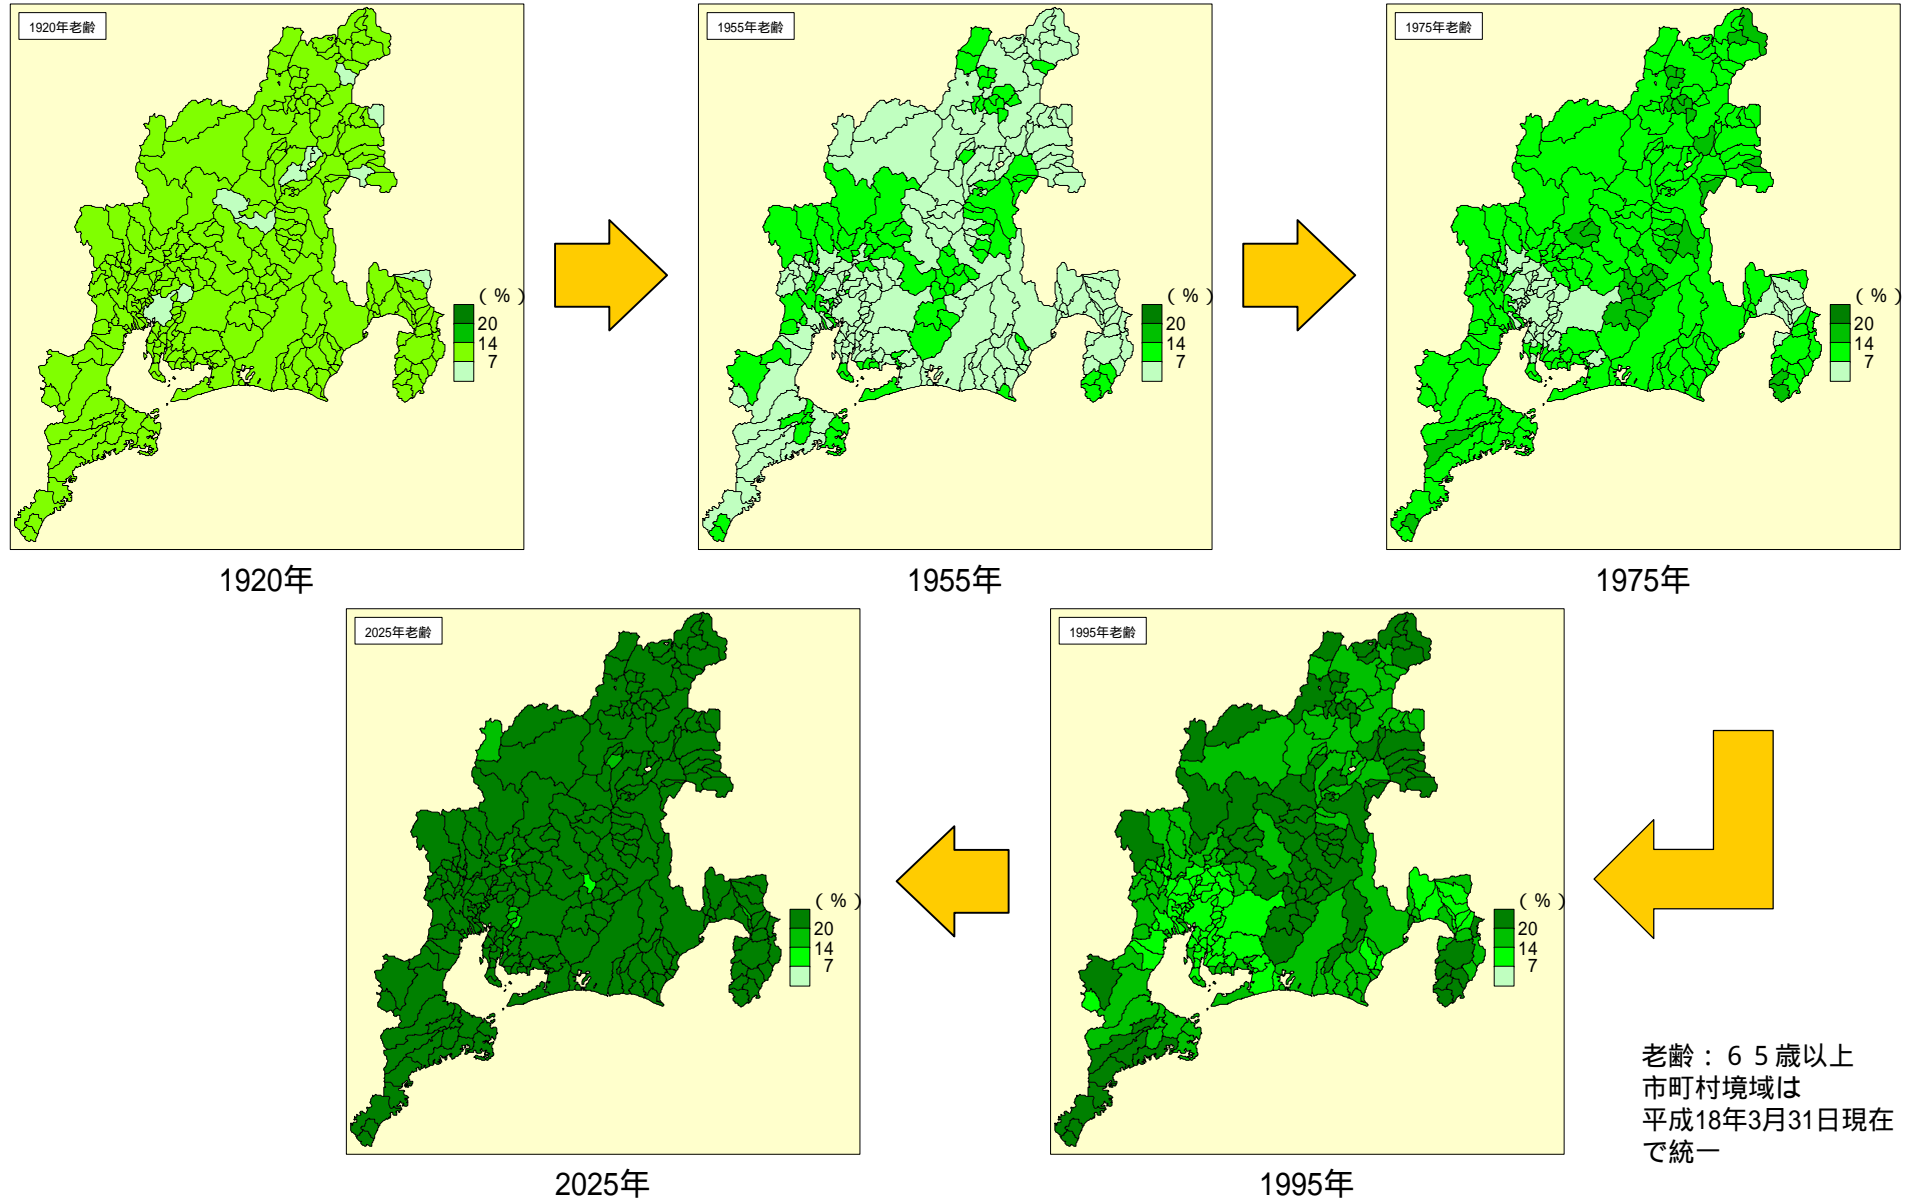 1920年老齢
(％)
20
14
7
1920年
1955年老齢
(％)
20
14
7
1955年
1975年老齢
(％)
20
14
7
1975年
2025年老齢
(％)
20
14
7
2025年
1995年老齢
(％)
20
14
7
1995年
老齢：６５歳以上
市町村境域は
平成18年3月31日現在
で統一